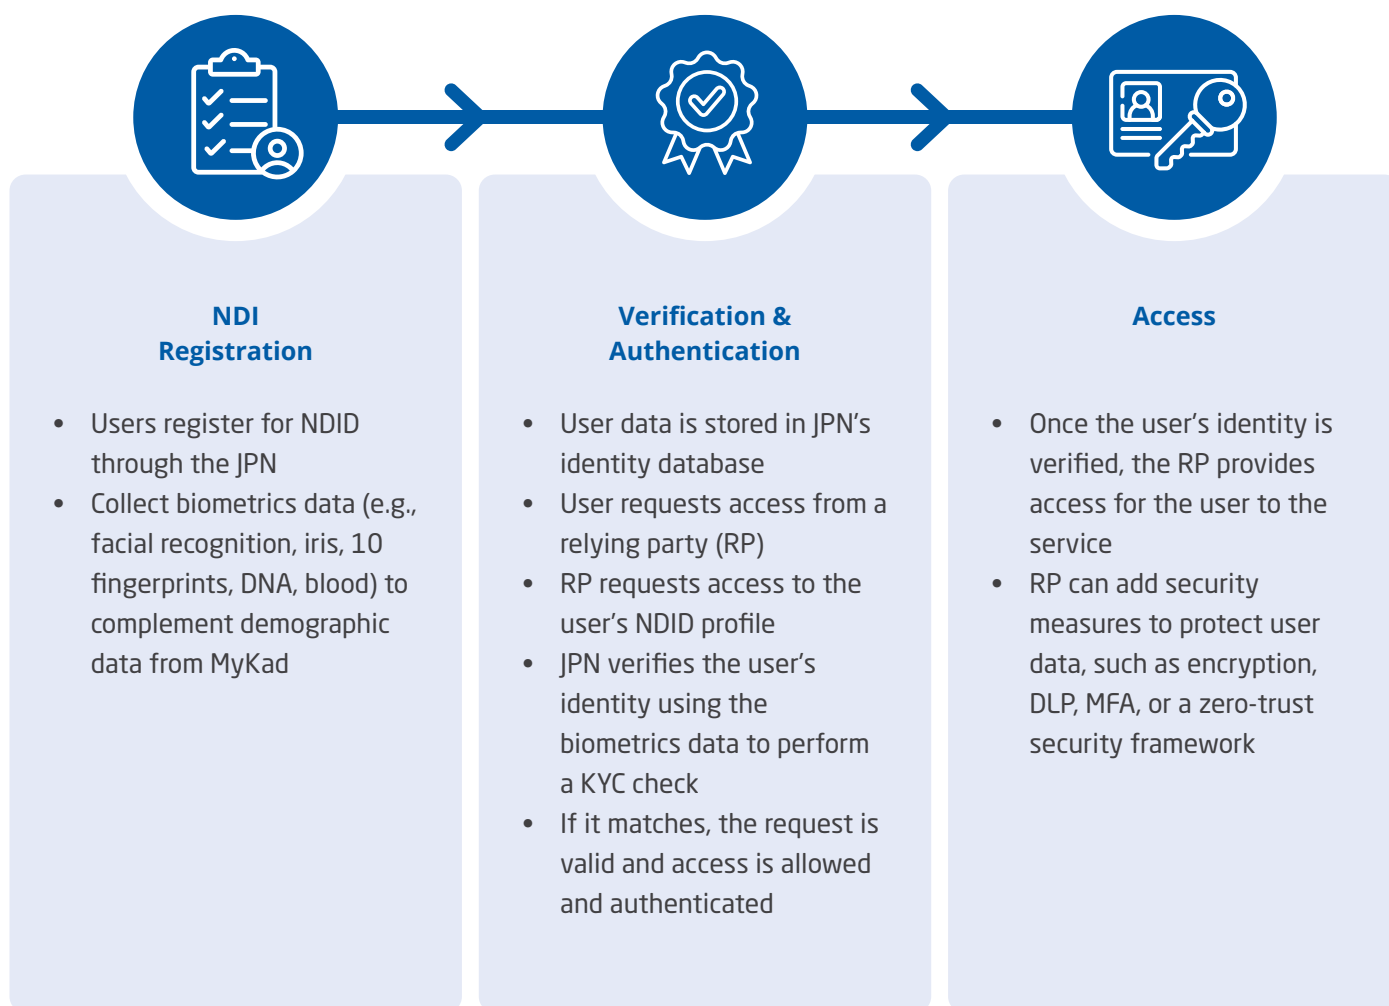 NDI
Registration
• Users register for NDID
through the JPN
• Collect biometrics data (e.g.,
facial recognition, iris, 10
fingerprints, DNA, blood) to
complement demographic
data from MyKad
Verification &
Authentication
• User data is stored in JPN's
identity database
• User requests access from a
relying party (RP)
• RP requests access to the
user's NDID profile
• JPN verifies the user's
identity using the
biometrics data to perform
a KYC check
• If it matches, the request is
valid and access is allowed
and authenticated
Access
• Once the user's identity is
verified, the RP provides
access for the user to the
service
• RP can add security
measures to protect user
data, such as encryption,
DLP, MFA, or a zero-trust
security framework